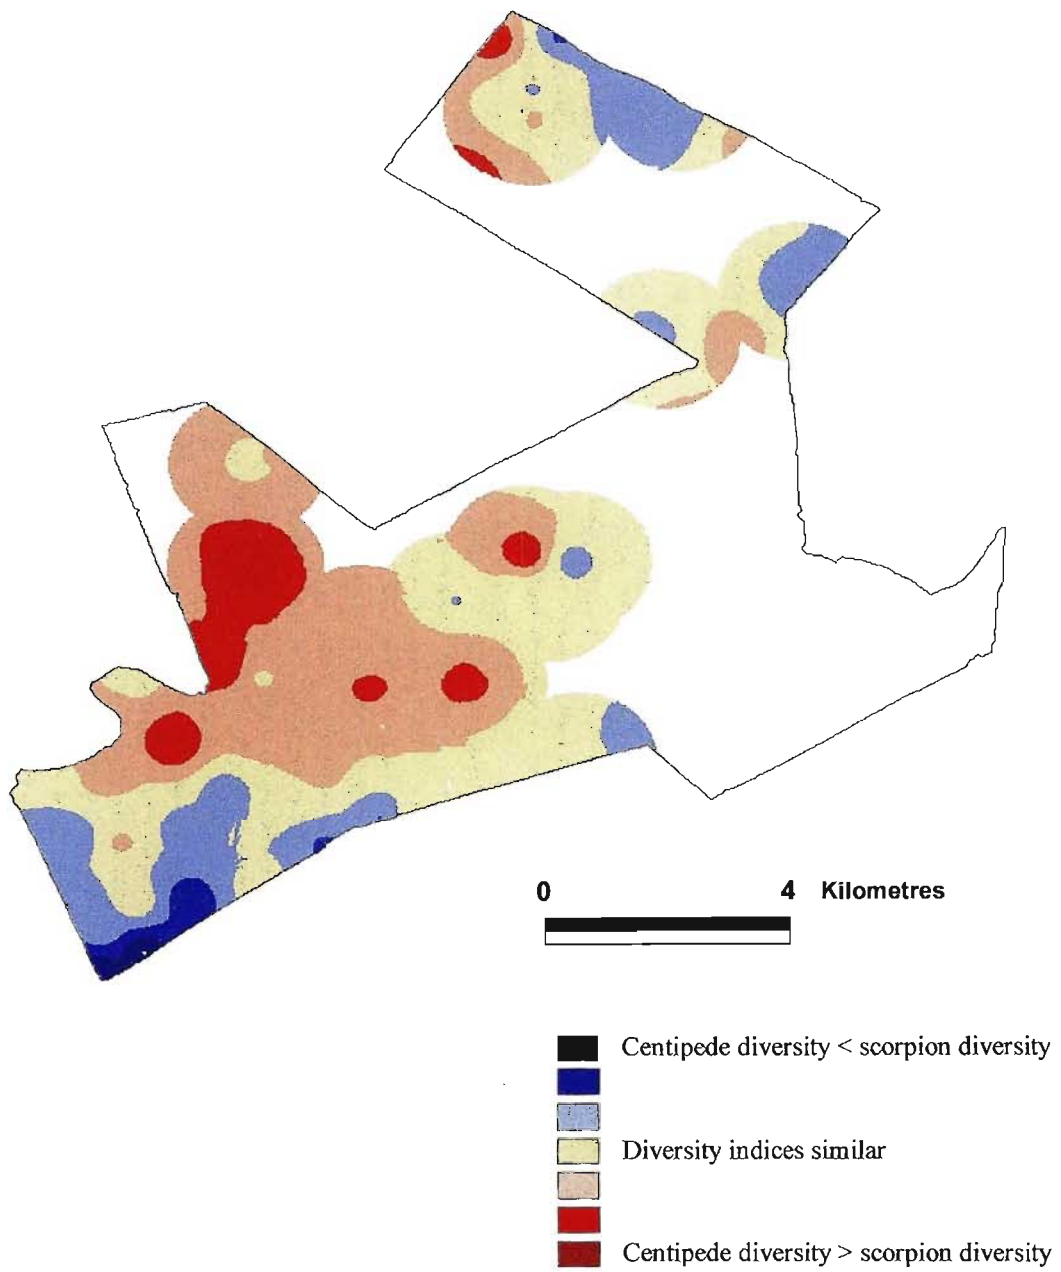 0 4 Kilometres
Centipede diversity < scorpion diversity
Diversity indices similar
Centipede diversity > scorpion diversity